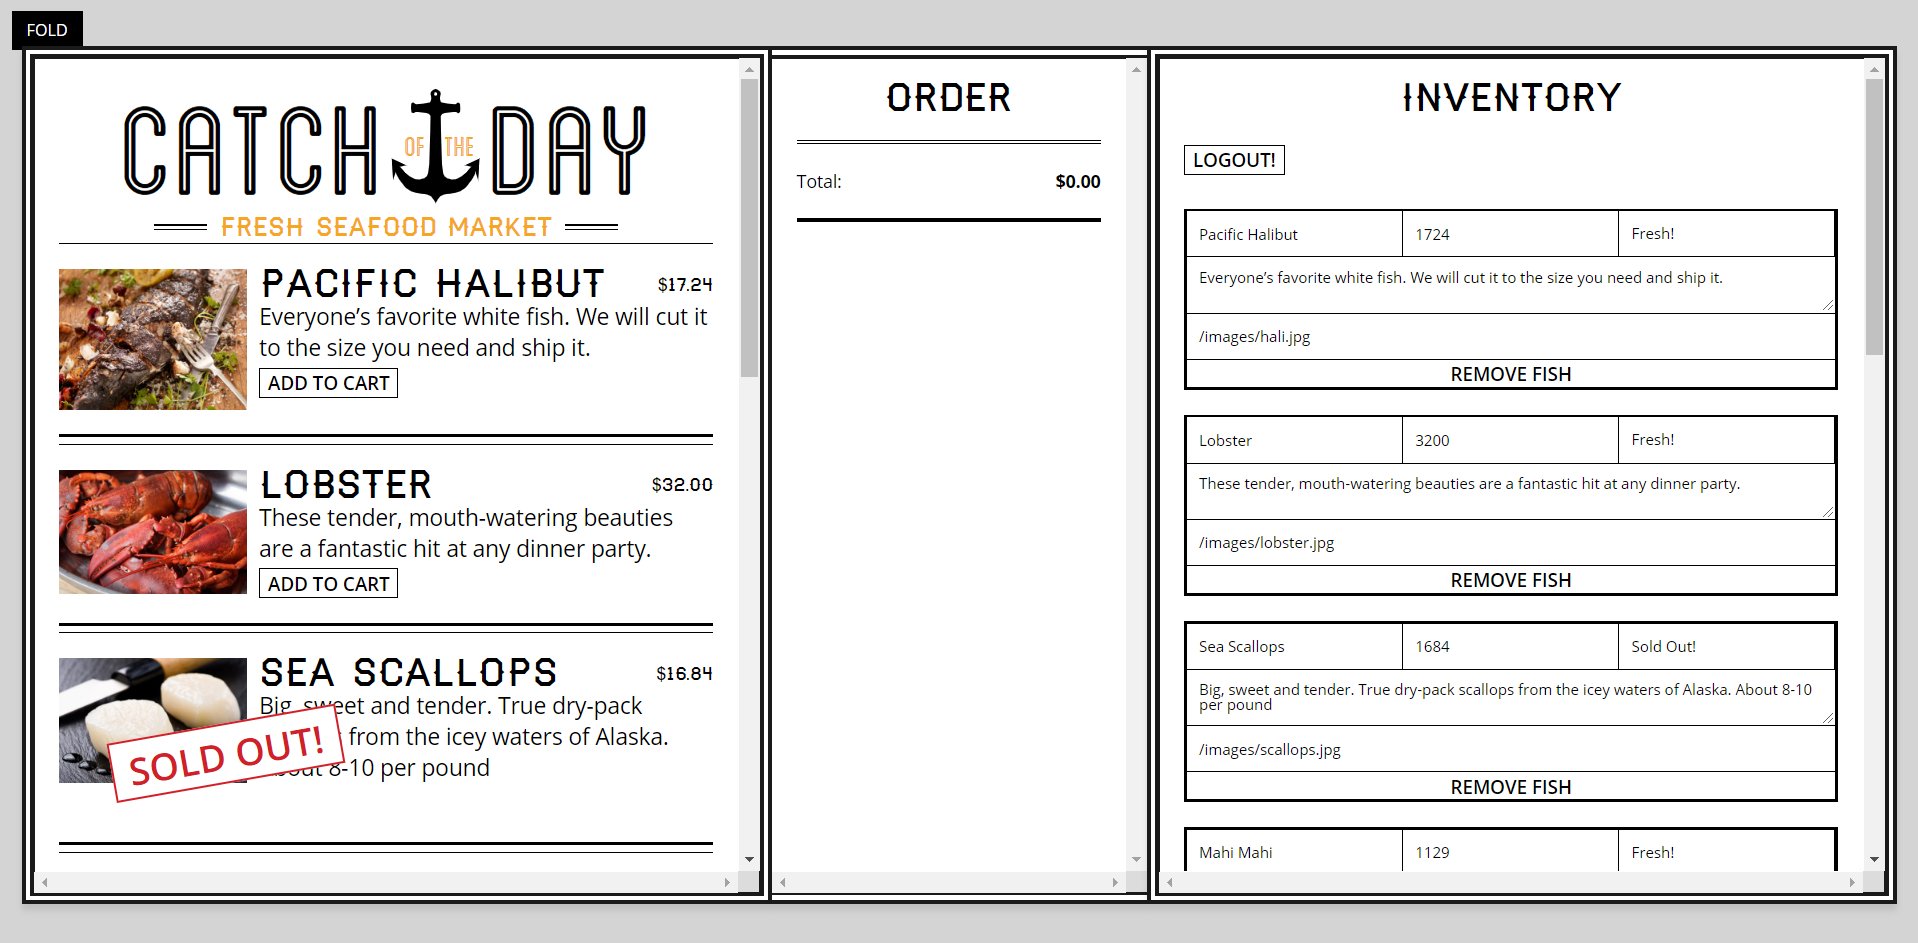 FOLD
CATCH OF THE DAY
FRESH SEAFOOD MARKET
PACIFIC HALIBUT $17.24
Everyone’s favorite white fish. We will cut it
to the size you need and ship it.
ADD TO CART
LOBSTER $32.00
These tender, mouth-watering beauties
are a fantastic hit at any dinner party.
ADD TO CART
SEA SCALLOPS $16.84
Big, sweet and tender. True dry-pack
from the icey waters of Alaska.
8-10 per pound
SOLD OUT!
ORDER
Total: $0.00
INVENTORY
LOGOUT!
Pacific Halibut 1724 Fresh!
Everyone’s favorite white fish. We will cut it to the size you need and ship it.
/images/hali.jpg
REMOVE FISH
Lobster 3200 Fresh!
These tender, mouth-watering beauties are a fantastic hit at any dinner party.
/images/lobster.jpg
REMOVE FISH
Sea Scallops 1684 Sold Out!
Big, sweet and tender. True dry-pack scallops from the icey waters of Alaska. About 8-10
per pound
/images/scallops.jpg
REMOVE FISH
Mahi Mahi 1129 Fresh!